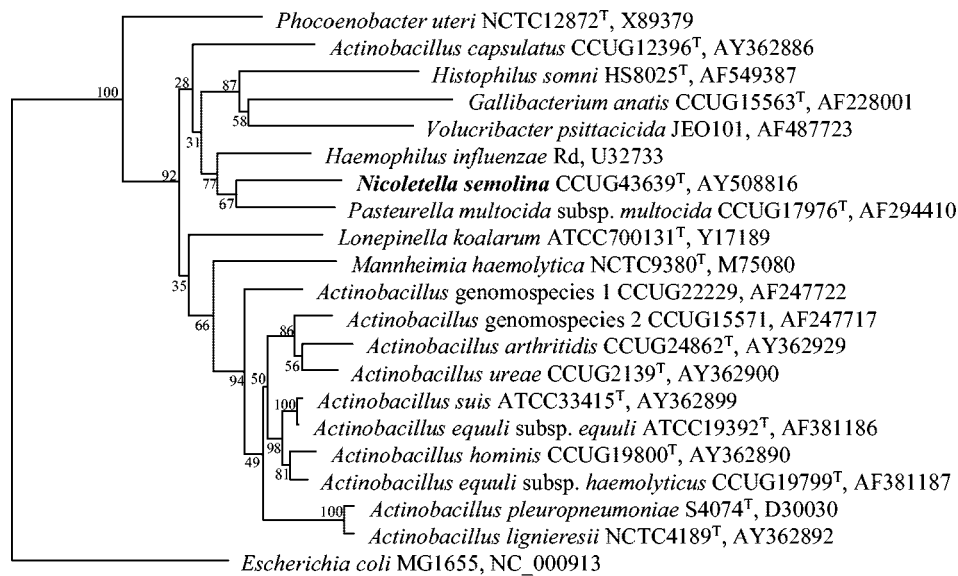 Phocoenobacter uteri NCTC12872ᵀ, X89379
Actinobacillus capsulatus CCUG12396ᵀ, AY362886
28
Histophilus somni HS8025ᵀ, AF549387
87
100
Gallibacterium anatis CCUG15563ᵀ, AF228001
58
Volucribacter psittacicida JEO101, AF487723
31
Haemophilus influenzae Rd, U32733
92
77
Nicoletella semolina CCUG43639ᵀ, AY508816
67
Pasteurella multocida subsp. multocida CCUG17976ᵀ, AF294410
Lonepinella koalarum ATCC700131ᵀ, Y17189
Mannheimia haemolytica NCTC9380ᵀ, M75080
35
Actinobacillus genomospecies 1 CCUG22229, AF247722
66
Actinobacillus genomospecies 2 CCUG15571, AF247717
86
Actinobacillus arthritidis CCUG24862ᵀ, AY362929
56
Actinobacillus ureae CCUG2139ᵀ, AY362900
94
50
Actinobacillus suis ATCC33415ᵀ, AY362899
100
Actinobacillus equuli subsp. equuli ATCC19392ᵀ, AF381186
98
Actinobacillus hominis CCUG19800ᵀ, AY362890
49
81
Actinobacillus equuli subsp. haemolyticus CCUG19799ᵀ, AF381187
Actinobacillus pleuropneumoniae S4074ᵀ, D30030
100
Actinobacillus lignieresii NCTC4189ᵀ, AY362892
Escherichia coli MG1655, NC_000913